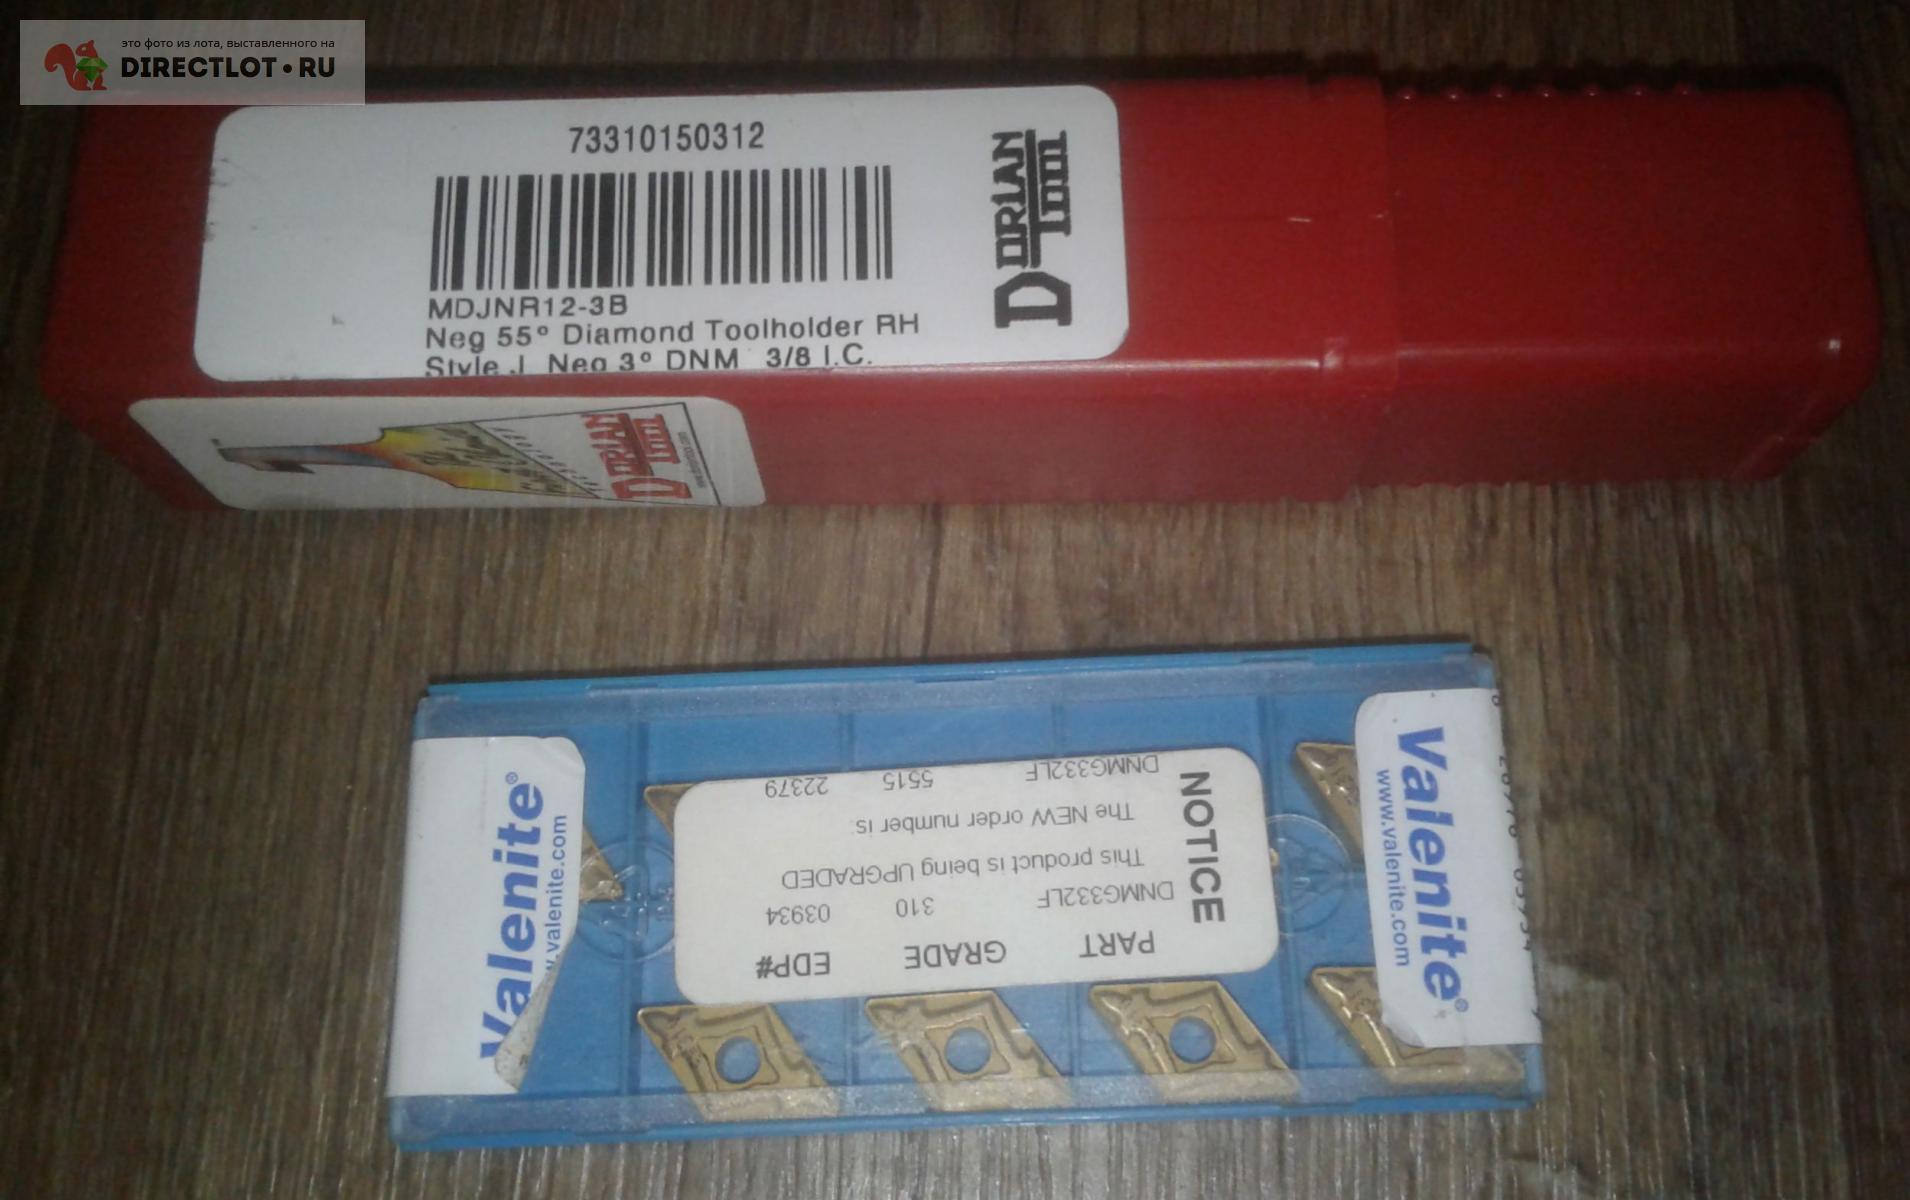 это фото из лота, выставленного на
DIRECTLOT•RU
73310150312
MDJNR12-3B
Neg 55° Diamond Toolholder RH
Style J Neg 3° DNM 3/8 I.C.
DORIAN
TOOL
DORIAN
TOOL
Valenite®
w.valenite.com
NOTICE
PART GRADE EDP#
DNMG332LF 310 03934
This product is being UPGRADED
The NEW order number is:
DNMG332LF 5515 22379
Valenite®
www.valenite.com